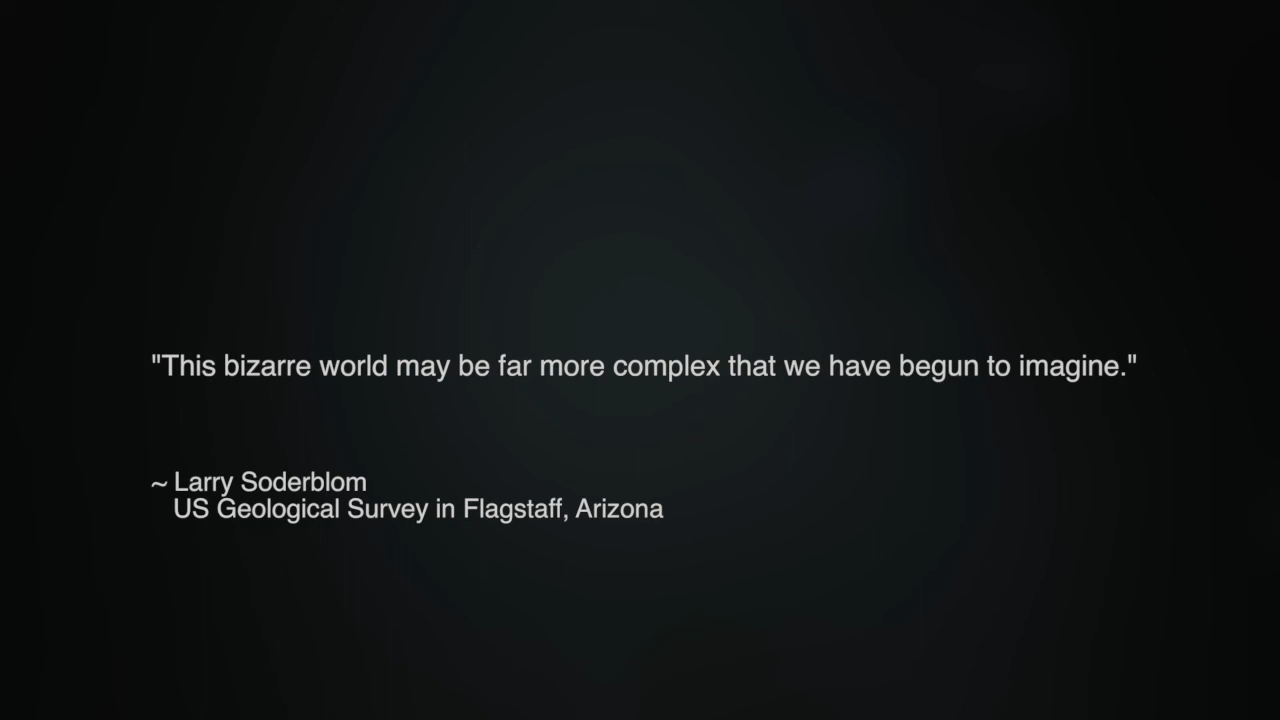 "This bizarre world may be far more complex that we have begun to imagine."
~ Larry Soderblom
US Geological Survey in Flagstaff, Arizona